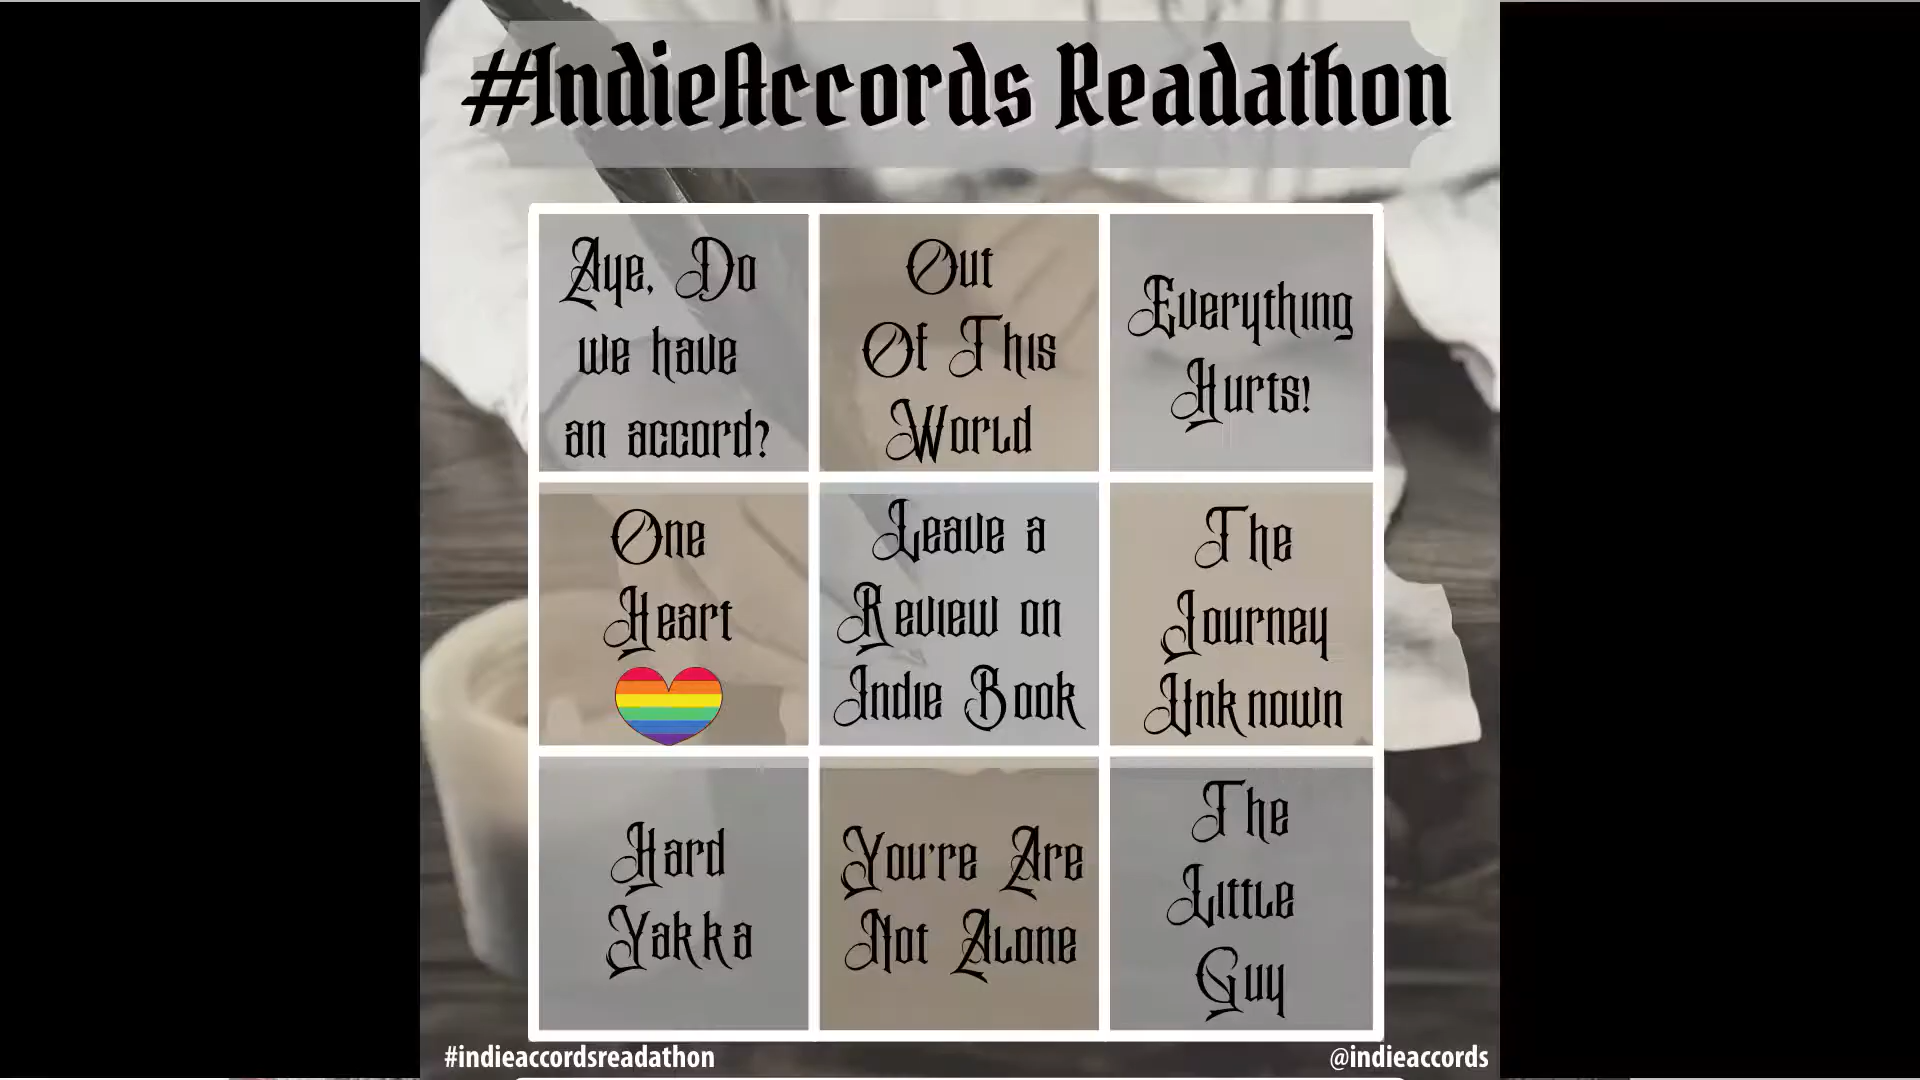 #IndieAccords Readathon
Aye, Do
we have
an accord?
Out
Of This
World
Everything
Hurts!
One
Heart
Leave a
Review on
Indie Book
The
Journey
Unknown
Hard
Yakka
You're Are
Not Alone
The
Little
Guy
#indieaccordsreadathon
@indieaccords